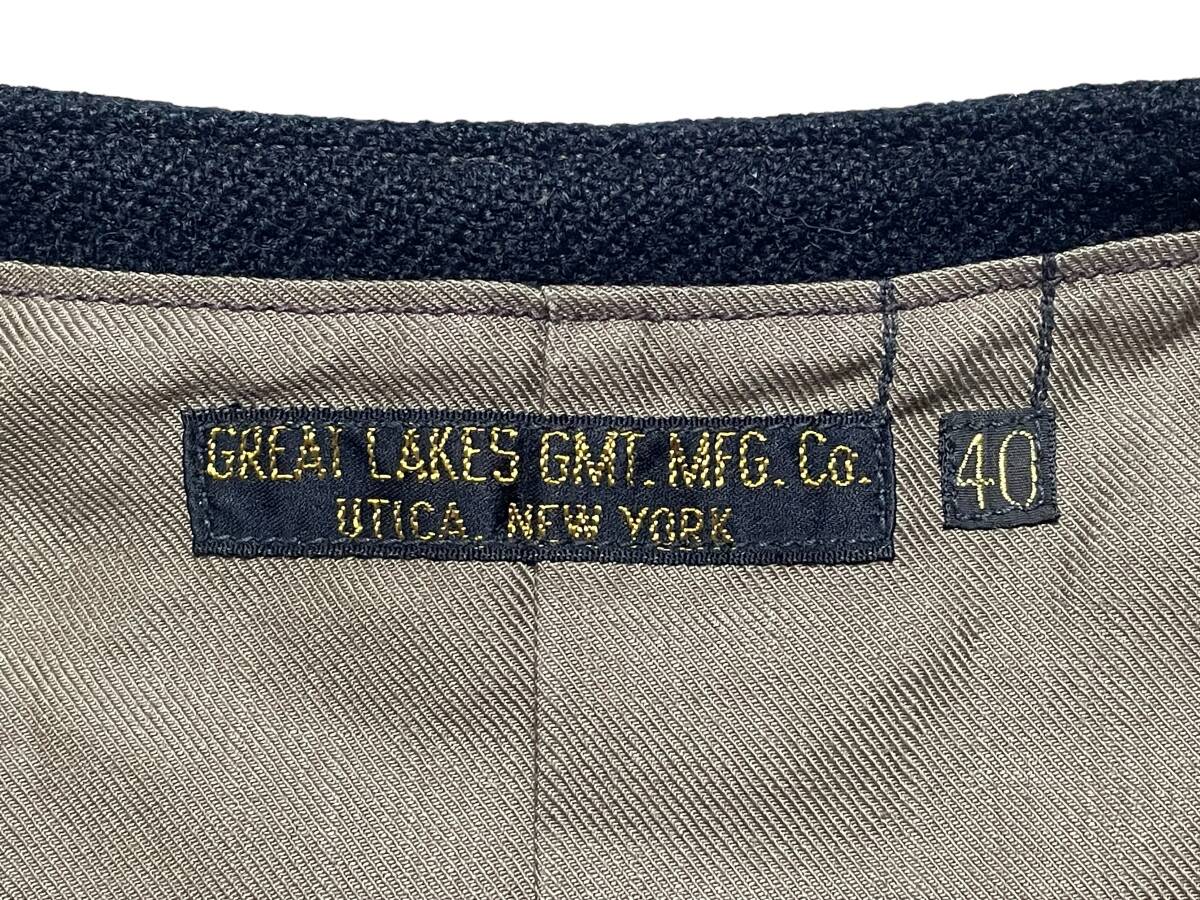 GREAT LAKES GMT. MFG. Co.
UTICA, NEW YORK
40